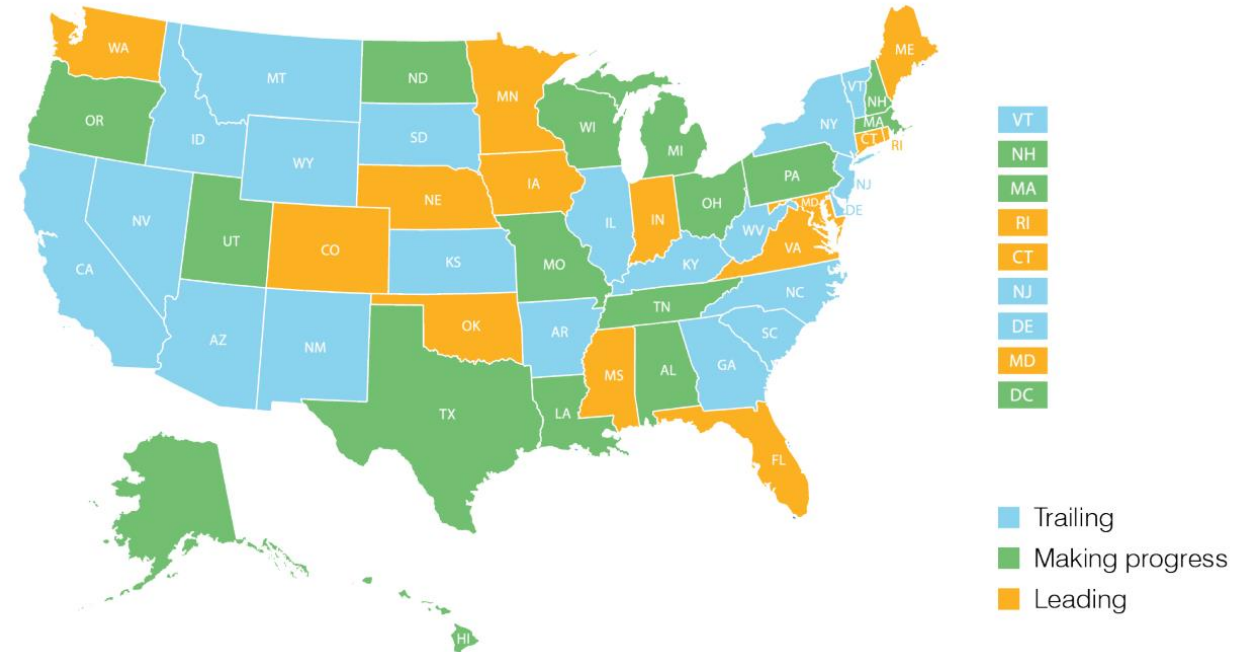 WA
ME
MT
ND
MN
VT
NH
OR
ID
SD
WI
NY
MA
WY
MI
CT
RI
IA
PA
NE
NJ
NV
OH
MD
DE
UT
IL
IN
CO
WV
VA
CA
KS
MO
KY
NC
TN
OK
AZ
NM
AR
SC
MS
AL
GA
TX
LA
FL
HI
VT
NH
MA
RI
CT
NJ
DE
MD
DC
Trailing
Making progress
Leading